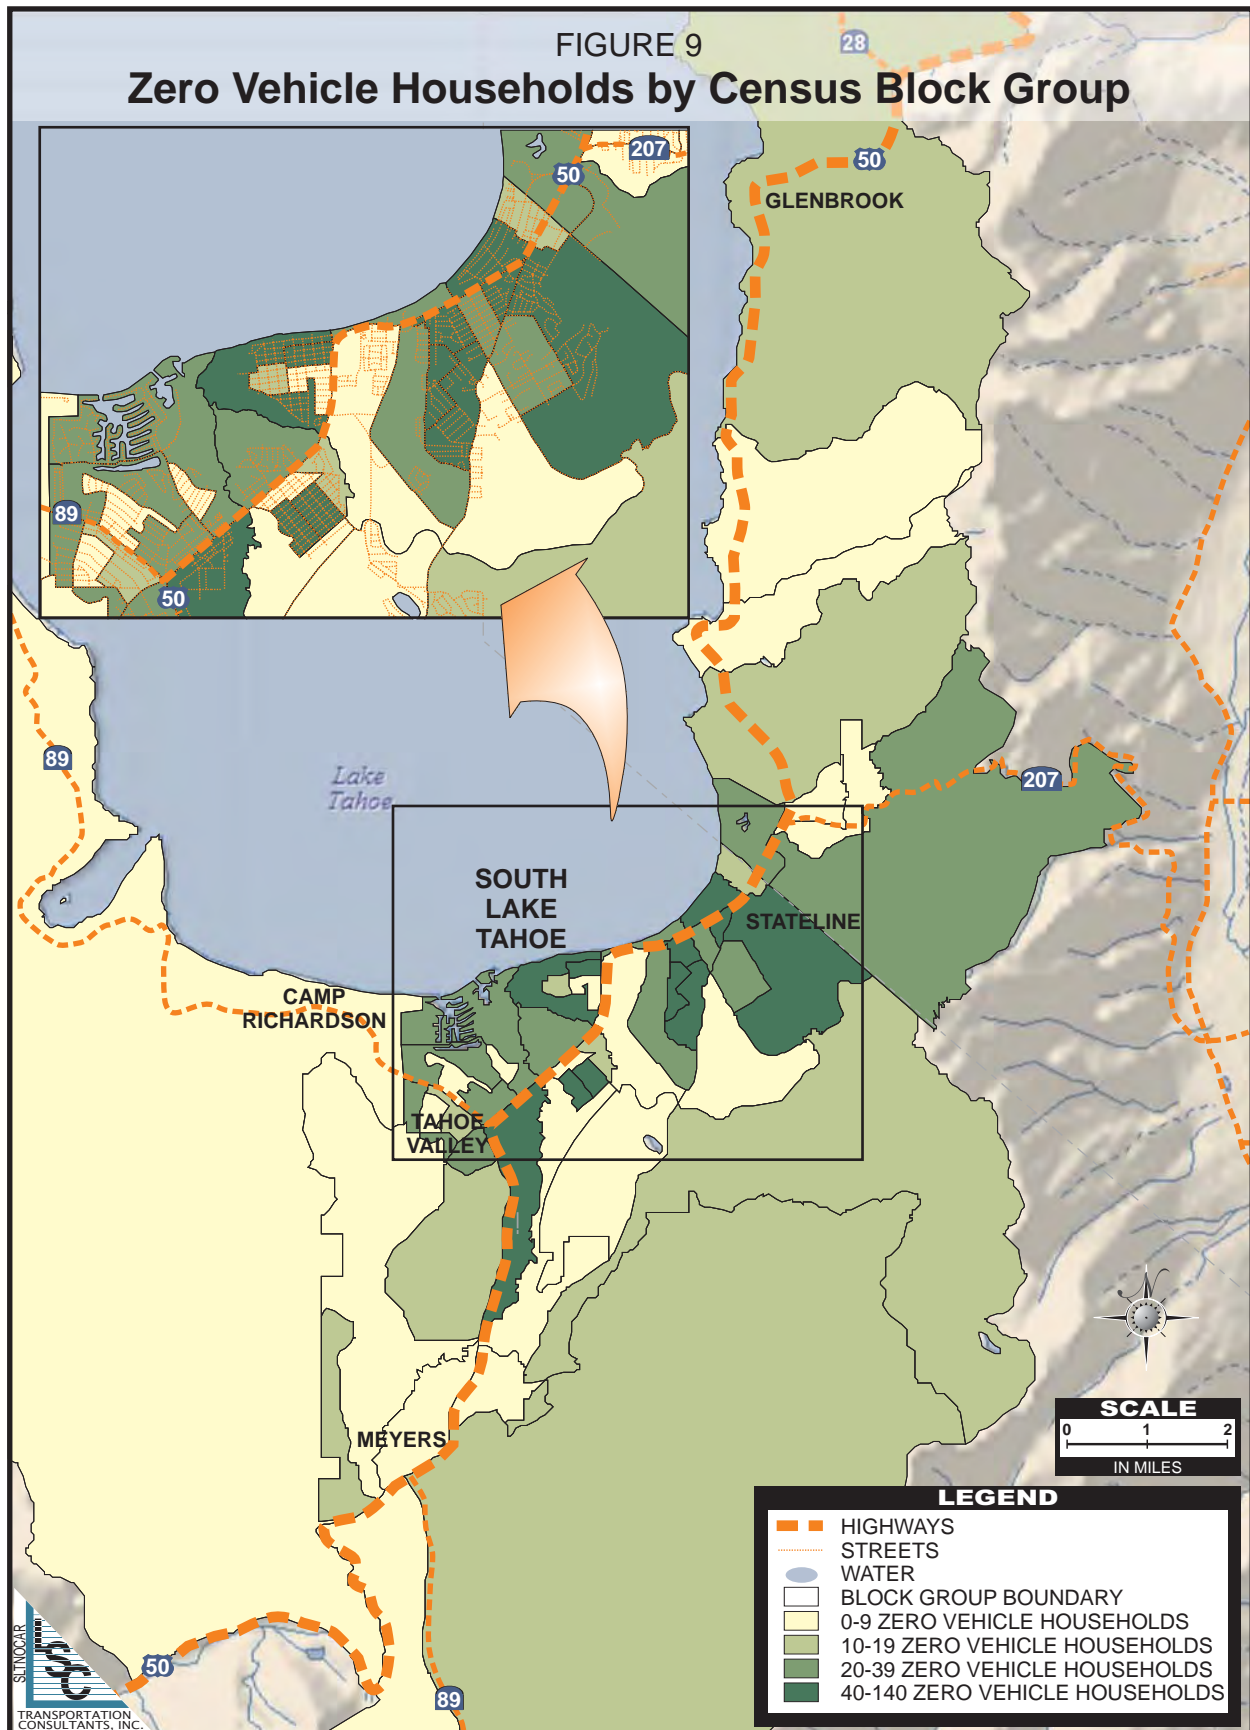 FIGURE 9
Zero Vehicle Households by Census Block Group
28
50
GLENBROOK
207
50
89
50
89
Lake
Tahoe
207
SOUTH
LAKE
TAHOE
STATELINE
CAMP
RICHARDSON
TAHOE
VALLEY
MEYERS
50
89
N
SCALE
0 1 2
IN MILES
LEGEND
HIGHWAYS
STREETS
WATER
BLOCK GROUP BOUNDARY
0-9 ZERO VEHICLE HOUSEHOLDS
10-19 ZERO VEHICLE HOUSEHOLDS
20-39 ZERO VEHICLE HOUSEHOLDS
40-140 ZERO VEHICLE HOUSEHOLDS
SLTNOCAR
LSC
TRANSPORTATION
CONSULTANTS, INC.